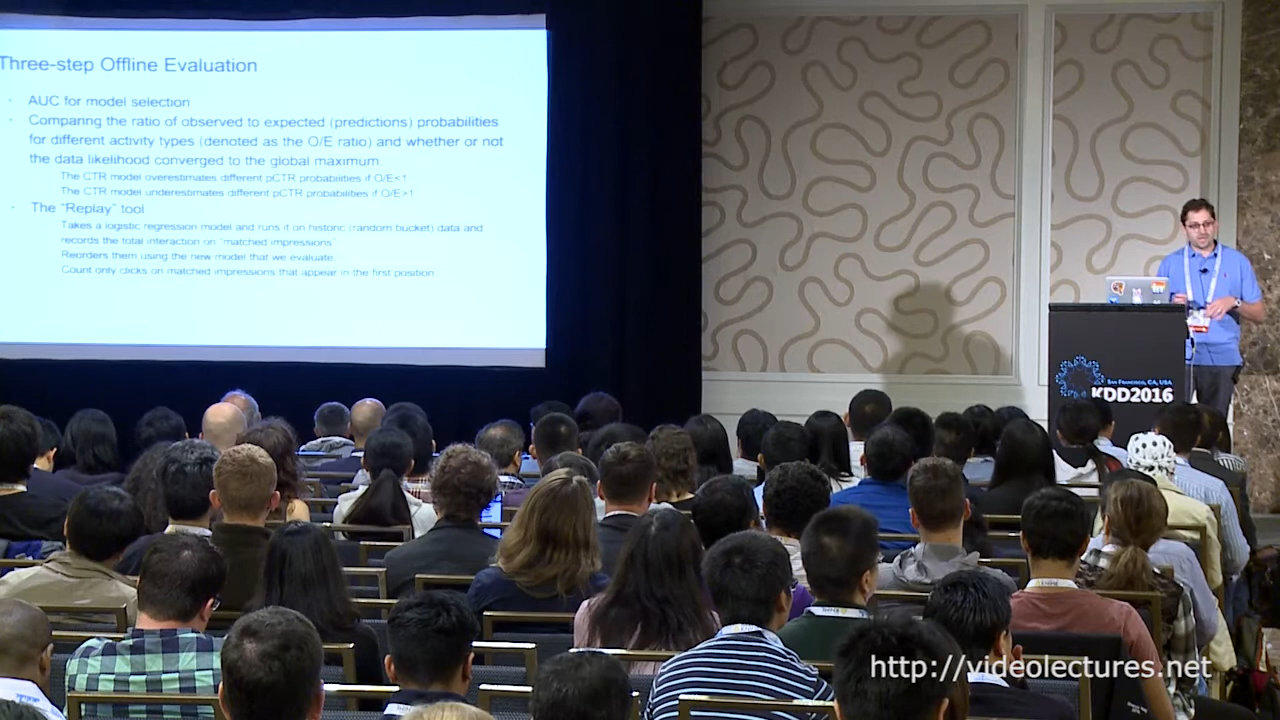 Three-step Offline Evaluation
AUC for model selection
Comparing the ratio of observed to expected (predictions) probabilities
for different activity types (denoted as the O/E ratio) and whether or not
the data likelihood converged to the global maximum
The CTR model overestimates different pCTR probabilities if O/E<1
The CTR model underestimates different pCTR probabilities if O/E>1
The "Replay" tool
Takes a logistic regression model and runs it on historic (random bucket) data and
records the total interaction on "matched impressions"
Reorders them using the new model that we evaluate.
Count only clicks on matched impressions that appear in the first position
SAN FRANCISCO, CA, USA
KDD2016
http://videolectures.net